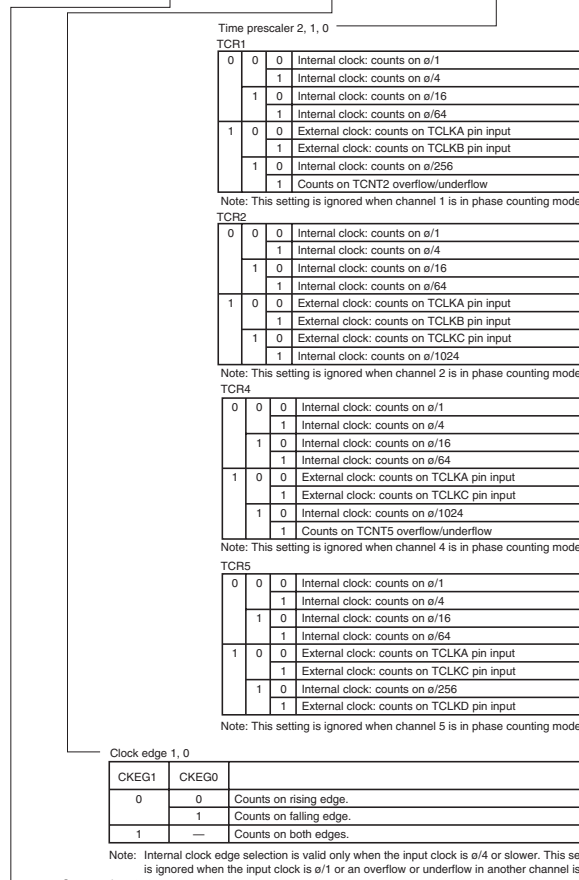 Time prescaler 2, 1, 0
TCR1
0 0 0 Internal clock: counts on ø/1
1 Internal clock: counts on ø/4
1 0 Internal clock: counts on ø/16
1 Internal clock: counts on ø/64
1 0 0 External clock: counts on TCLKA pin input
1 External clock: counts on TCLKB pin input
1 0 Internal clock: counts on ø/256
1 Counts on TCNT2 overflow/underflow
Note: This setting is ignored when channel 1 is in phase counting mode
TCR2
0 0 0 Internal clock: counts on ø/1
1 Internal clock: counts on ø/4
1 0 Internal clock: counts on ø/16
1 Internal clock: counts on ø/64
1 0 0 External clock: counts on TCLKA pin input
1 External clock: counts on TCLKB pin input
1 0 External clock: counts on TCLKC pin input
1 Internal clock: counts on ø/1024
Note: This setting is ignored when channel 2 is in phase counting mode
TCR4
0 0 0 Internal clock: counts on ø/1
1 Internal clock: counts on ø/4
1 0 Internal clock: counts on ø/16
1 Internal clock: counts on ø/64
1 0 0 External clock: counts on TCLKA pin input
1 External clock: counts on TCLKC pin input
1 0 Internal clock: counts on ø/1024
1 Counts on TCNT5 overflow/underflow
Note: This setting is ignored when channel 4 is in phase counting mode
TCR5
0 0 0 Internal clock: counts on ø/1
1 Internal clock: counts on ø/4
1 0 Internal clock: counts on ø/16
1 Internal clock: counts on ø/64
1 0 0 External clock: counts on TCLKA pin input
1 External clock: counts on TCLKC pin input
1 0 Internal clock: counts on ø/256
1 External clock: counts on TCLKD pin input
Note: This setting is ignored when channel 5 is in phase counting mode
Clock edge 1, 0
CKEG1 CKEG0
0 0 Counts on rising edge.
1 Counts on falling edge.
1 — Counts on both edges.
Note: Internal clock edge selection is valid only when the input clock is ø/4 or slower. This se
is ignored when the input clock is ø/1 or an overflow or underflow in another channel is